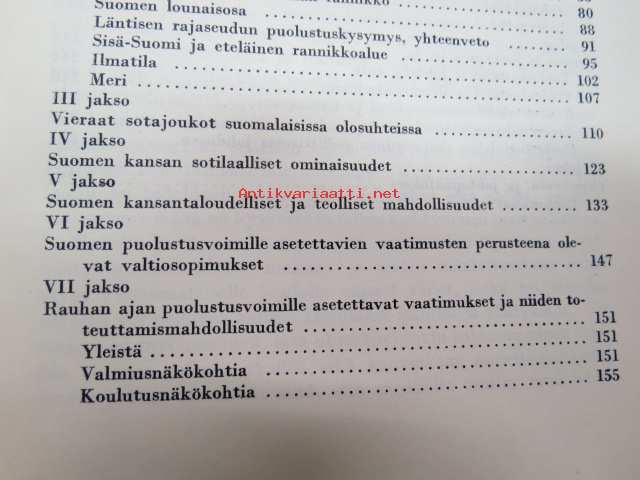 Suomen lounaisosa 80
Läntisen rajaseudun puolustuskysymys, yhteenveto 88
Sisä-Suomi ja eteläinen rannikkoalue 91
Ilmatila 95
Meri 102
III jakso 107
Vieraat sotajoukot suomalaisissa olosuhteissa 110
IV jakso
Suomen kansan sotilaalliset ominaisuudet 123
V jakso
Antikvariaatti.net
Suomen kansantaloudelliset ja teolliset mahdollisuudet 133
VI jakso
Suomen puolustusvoimille asetettavien vaatimusten perusteena ole-
vat valtiosopimukset 147
VII jakso
Rauhan ajan puolustusvoimille asetettavat vaatimukset ja niiden to-
teuttamismahdollisuudet 151
Yleistä 151
Valmiusnäkökohtia 151
Koulutusnäkökohtia 155